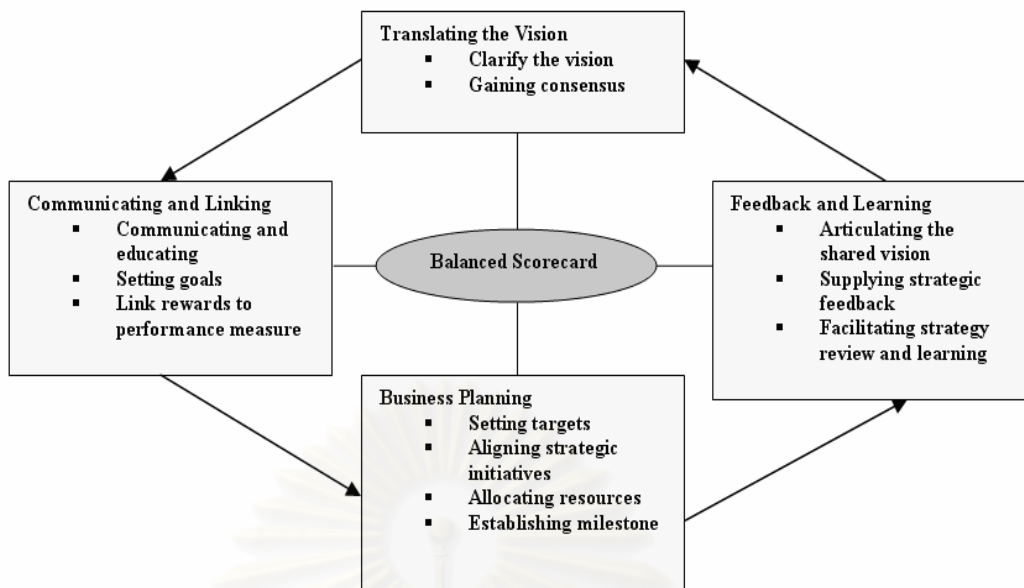 Translating the Vision
▪ Clarify the vision
▪ Gaining consensus
Communicating and Linking
▪ Communicating and
educating
▪ Setting goals
▪ Link rewards to
performance measure
Balanced Scorecard
Feedback and Learning
▪ Articulating the
shared vision
▪ Supplying strategic
feedback
▪ Facilitating strategy
review and learning
Business Planning
▪ Setting targets
▪ Aligning strategic
initiatives
▪ Allocating resources
▪ Establishing milestone